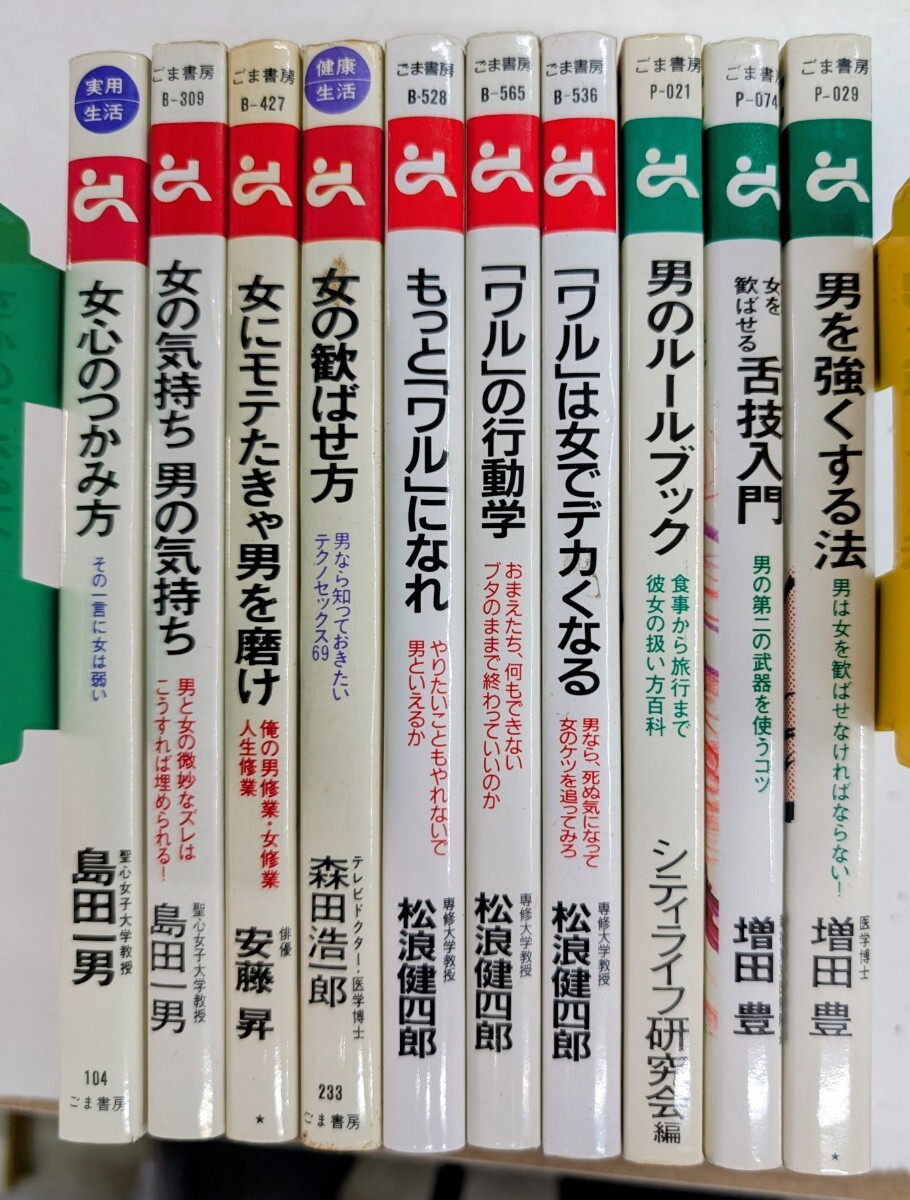 実用
生活
女心のつかみ方
その一言に女は弱い
聖心女子大学教授
島田一男
104
ごま書房
ごま書房
B-309
女の気持ち 男の気持ち
男と女の微妙なズレは
こうすれば埋められる!
聖心女子大学教授
島田一男
ごま書房
B-427
女にモテたきゃ男を磨け
俺の男修業・女修業
人生修業
俳優
安藤 昇
★
健康
生活
女の歓ばせ方
男なら知っておきたい
テクノセックス69
テレビドクター・医学博士
森田浩一郎
233
ごま書房
ごま書房
B-528
もっと「ワル」になれ
やりたいこともやれないで
男といえるか
専修大学教授
松浪健四郎
ごま書房
B-565
「ワル」の行動学
おまえたち、何もできない
ブタのままで終わっていいのか
専修大学教授
松浪健四郎
ごま書房
B-536
「ワル」は女でデカくなる
男なら、死ぬ気になって
女のケツを追ってみろ
専修大学教授
松浪健四郎
ごま書房
P-021
男のルールブック
食事から旅行まで
彼女の扱い方百科
シティライフ研究会編
ごま書房
P-074
女を
歓ばせる
舌技入門
男の第二の武器を使うコツ
増田 豊
ごま書房
P-029
男を強くする法
男は女を歓ばせなければならない!
医学博士
増田 豊
★